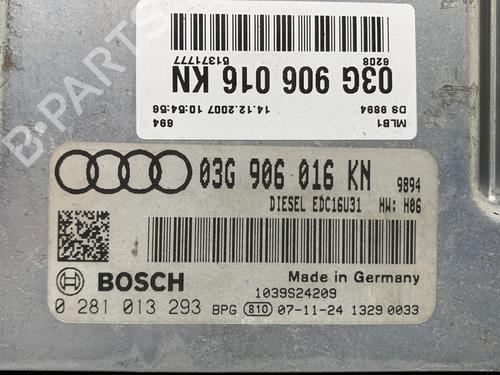 MLB1
DS 9894
03G 906 016 KN
6208
51371777
14.12.2007 10:54:56
694
03G 906 016 KN 9894
DIESEL EDC16U31 HW: H06
BOSCH
Made in Germany
1039S24209
0 281 013 293 BPG 810 07-11-24 1329 0033
B-PARTS